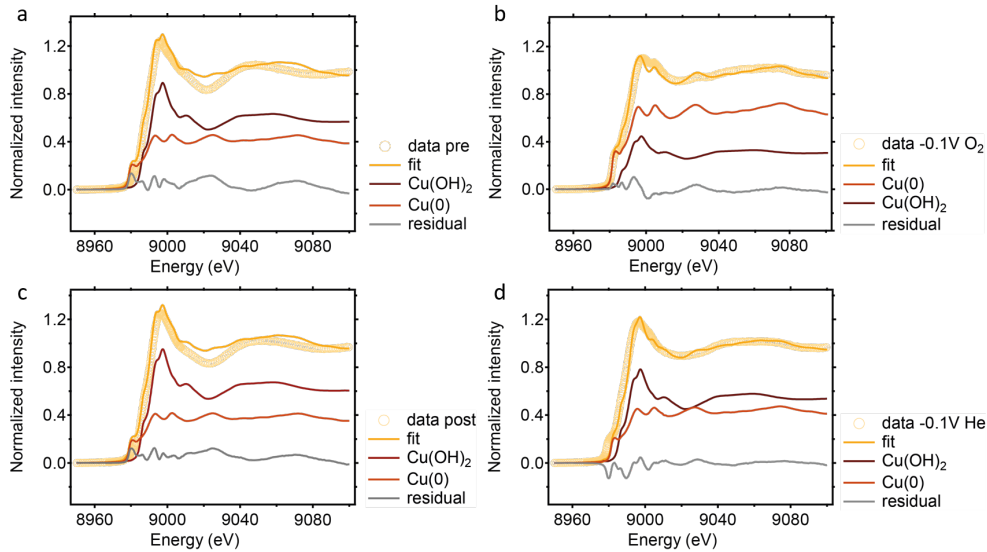 a
Normalized intensity
1.2
0.8
0.4
0.0
8960
9000
9040
9080
Energy (eV)
data pre
fit
Cu(OH)2
Cu(0)
residual
b
Normalized intensity
1.2
0.8
0.4
0.0
8960
9000
9040
9080
Energy (eV)
data -0.1V O2
fit
Cu(0)
Cu(OH)2
residual
c
Normalized intensity
1.2
0.8
0.4
0.0
8960
9000
9040
9080
Energy (eV)
data post
fit
Cu(OH)2
Cu(0)
residual
d
Normalized intensity
1.2
0.8
0.4
0.0
8960
9000
9040
9080
Energy (eV)
data -0.1V He
fit
Cu(OH)2
Cu(0)
residual